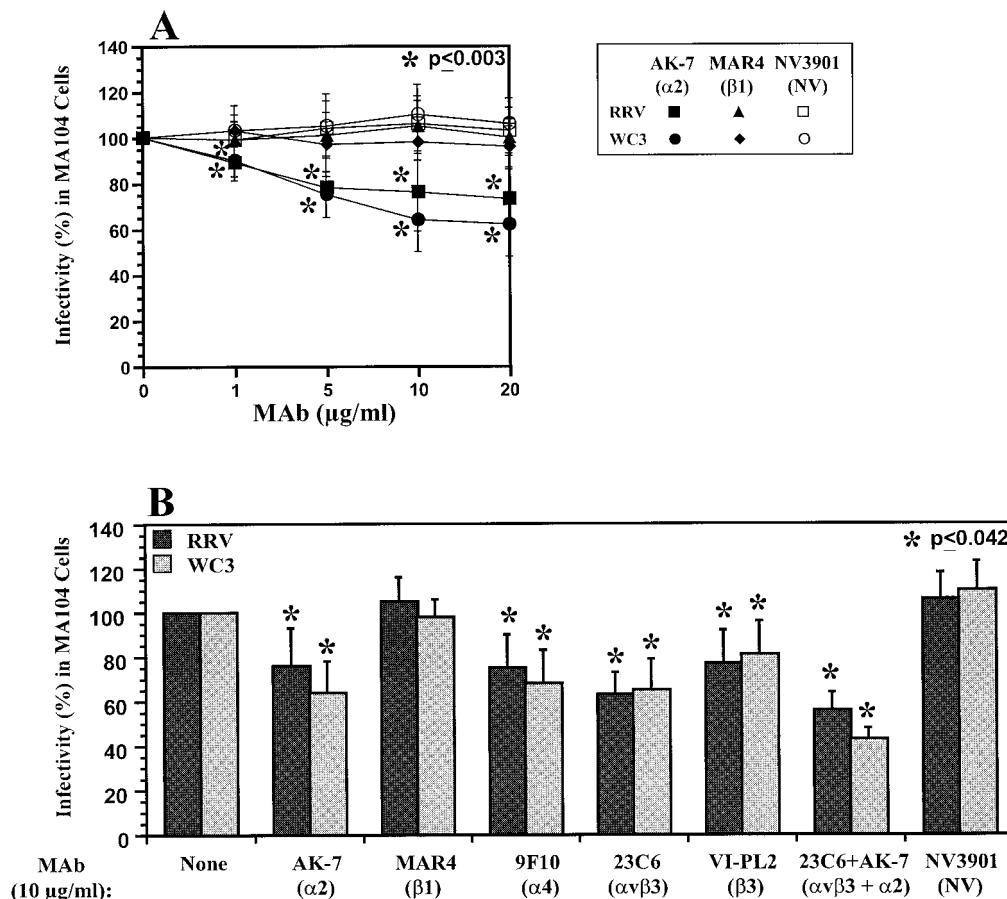 A
140
120
100
80
60
40
20
0
Infectivity (%) in MA104 Cells
* p≤0.003
* * * *
* * * *
0 1 5 10 20
MAb (μg/ml)
AK-7 MAR4 NV3901
(α2) (β1) (NV)
RRV
WC3
B
140
120
100
80
60
40
20
0
Infectivity (%) in MA104 Cells
RRV
WC3
* p≤0.042
* * * * * * * * * *
MAb None AK-7 MAR4 9F10 23C6 VI-PL2 23C6+AK-7 NV3901
(10 μg/ml): (α2) (β1) (α4) (αvβ3) (β3) (αvβ3 + α2) (NV)